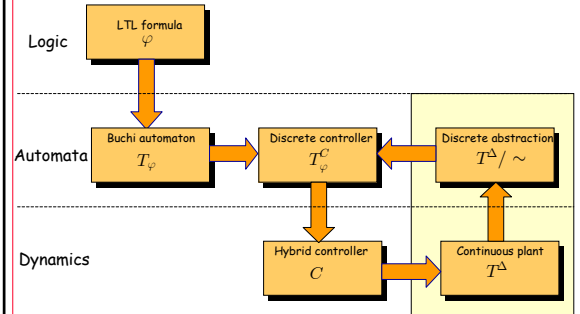 LTL formula
φ
Logic
Buchi automaton
T_φ
Discrete controller
T_φ^C
Discrete abstraction
T^Δ/ ∼
Automata
Hybrid controller
C
Continuous plant
T^Δ
Dynamics